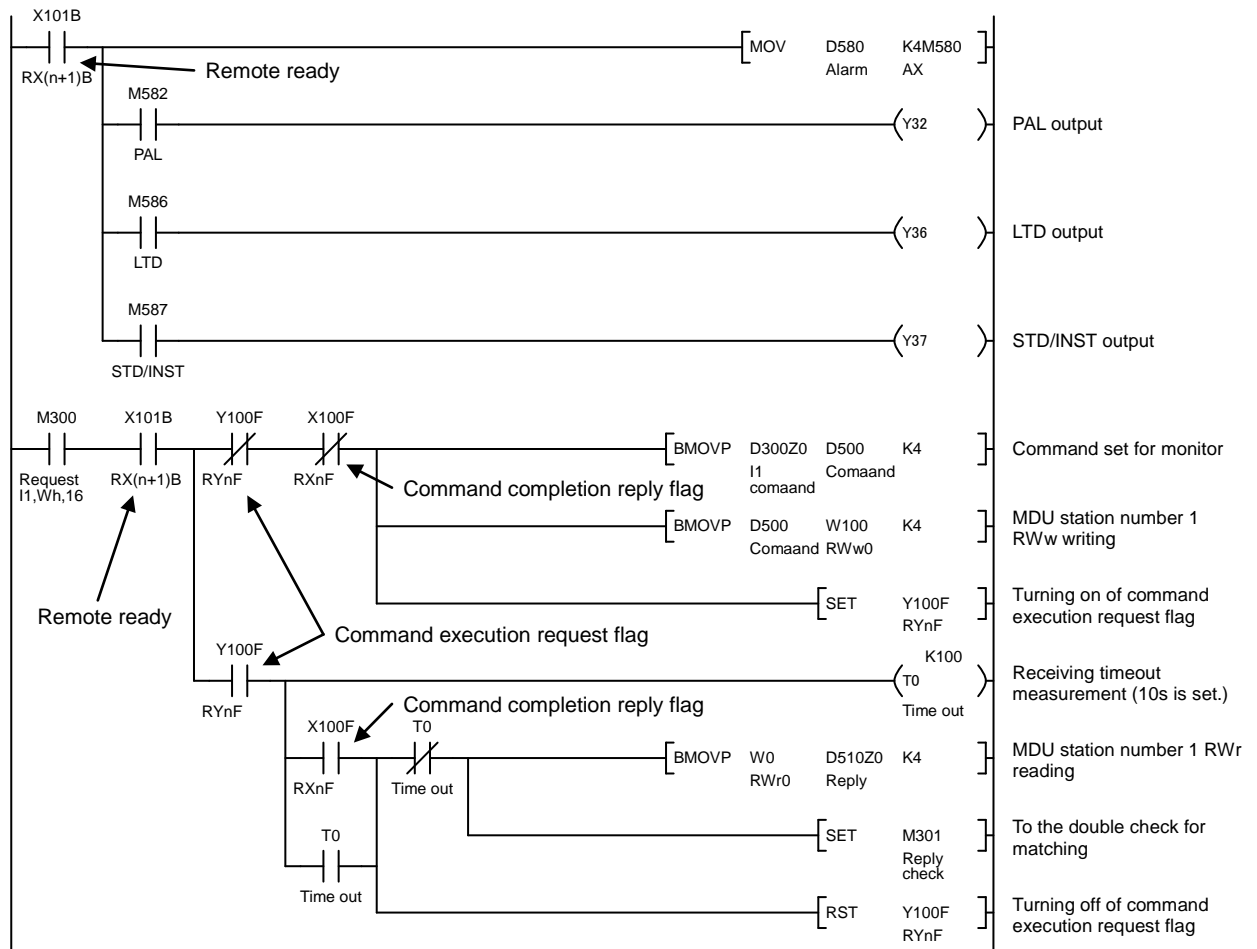 X101B
MOV D580 K4M580
RX(n+1)B Remote ready Alarm AX
M582
Y32 PAL output
PAL
M586
Y36 LTD output
LTD
M587
Y37 STD/INST output
STD/INST
M300 X101B Y100F X100F
BMOVP D300Z0 D500 K4 Command set for monitor
Request RX(n+1)B RYnF RXnF Command completion reply flag I1 Comaand
I1,Wh,16 comaand
BMOVP D500 W100 K4 MDU station number 1
Comaand RWw0 RWw writing
Remote ready
SET Y100F Turning on of command
RYnF execution request flag
Command execution request flag
Y100F K100
T0 Receiving timeout
RYnF Time out measurement (10s is set.)
Command completion reply flag
X100F T0
BMOVP W0 D510Z0 K4 MDU station number 1 RWr
RXnF Time out RWr0 Reply reading
T0 SET M301 To the double check for
Reply matching
check
Time out
RST Y100F Turning off of command
RYnF execution request flag